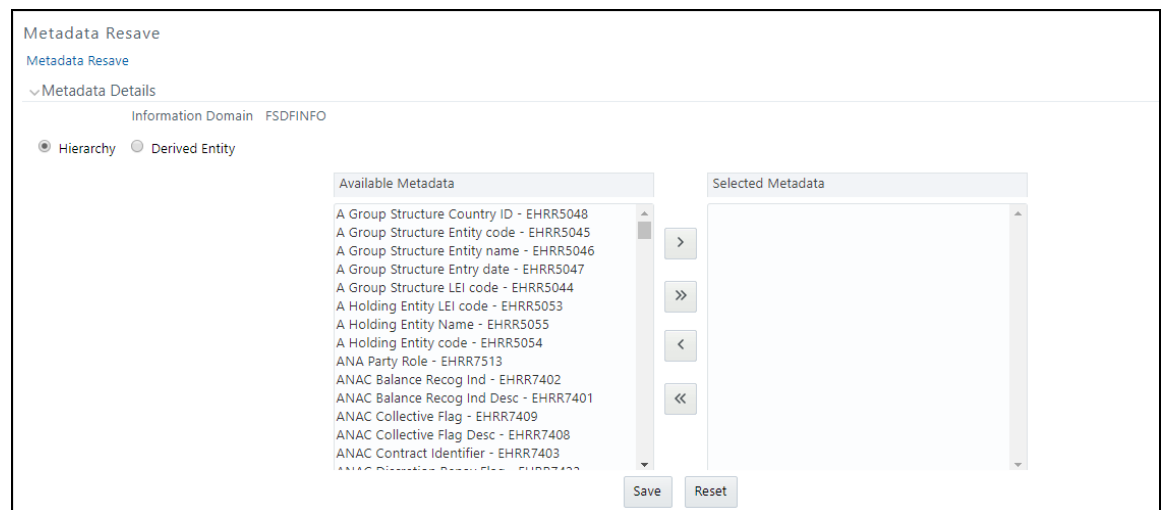 Metadata Resave
Metadata Resave
Metadata Details
Information Domain FSDFINFO
Hierarchy Derived Entity
Available Metadata Selected Metadata
A Group Structure Country ID - EHRR5048
A Group Structure Entity code - EHRR5045
A Group Structure Entity name - EHRR5046
A Group Structure Entry date - EHRR5047
A Group Structure LEI code - EHRR5044
A Holding Entity LEI code - EHRR5053
A Holding Entity Name - EHRR5055
A Holding Entity code - EHRR5054
ANA Party Role - EHRR7513
ANAC Balance Recog Ind - EHRR7402
ANAC Balance Recog Ind Desc - EHRR7401
ANAC Collective Flag - EHRR7409
ANAC Collective Flag Desc - EHRR7408
ANAC Contract Identifier - EHRR7403
Save Reset